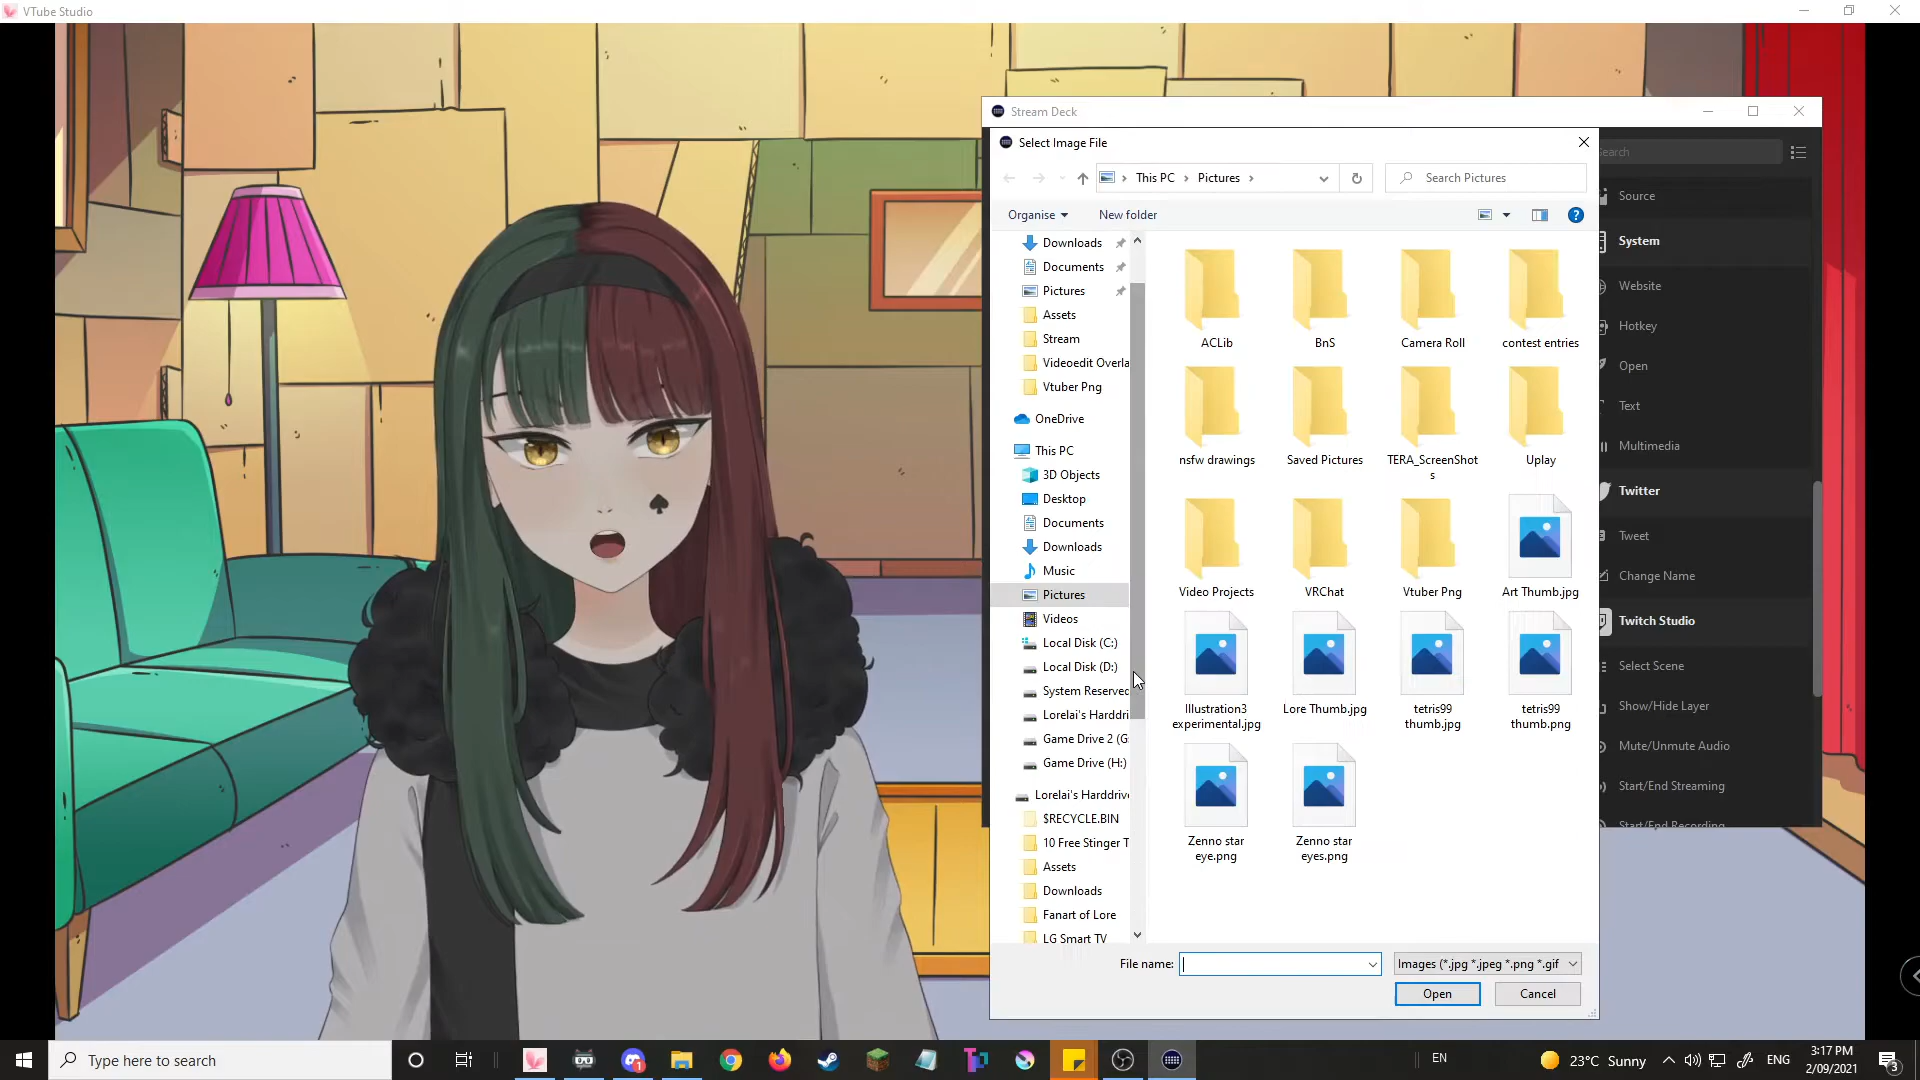 VTube Studio
Stream Deck
Select Image File
This PC
Pictures
Search Pictures
Organise
New folder
Downloads
Documents
Pictures
Assets
Stream
Videoedit Overla
Vtuber Png
OneDrive
This PC
3D Objects
Desktop
Documents
Downloads
Music
Pictures
Videos
Local Disk (C:)
Local Disk (D:)
System Reserved
Lorelai's Harddri
Game Drive 2 (G:
Game Drive (H:)
Lorelai's Harddrive
$RECYCLE.BIN
10 Free Stinger T
Assets
Downloads
Fanart of Lore
LG Smart TV
ACLib
BnS
Camera Roll
contest entries
nsfw drawings
Saved Pictures
TERA_ScreenShot
s
Uplay
Video Projects
VRChat
Vtuber Png
Art Thumb.jpg
Illustration3
experimental.jpg
Lore Thumb.jpg
tetris99
thumb.jpg
tetris99
thumb.png
Zenno star
eye.png
Zenno star
eyes.png
File name:
Images (*.jpg *.jpeg *.png *.gif
Open
Cancel
Search
Source
System
Website
Hotkey
Open
Text
Multimedia
Twitter
Tweet
Change Name
Twitch Studio
Select Scene
Show/Hide Layer
Mute/Unmute Audio
Start/End Streaming
Start/End Recording
Type here to search
EN
23°C Sunny
ENG
3:17 PM
2/09/2021
3